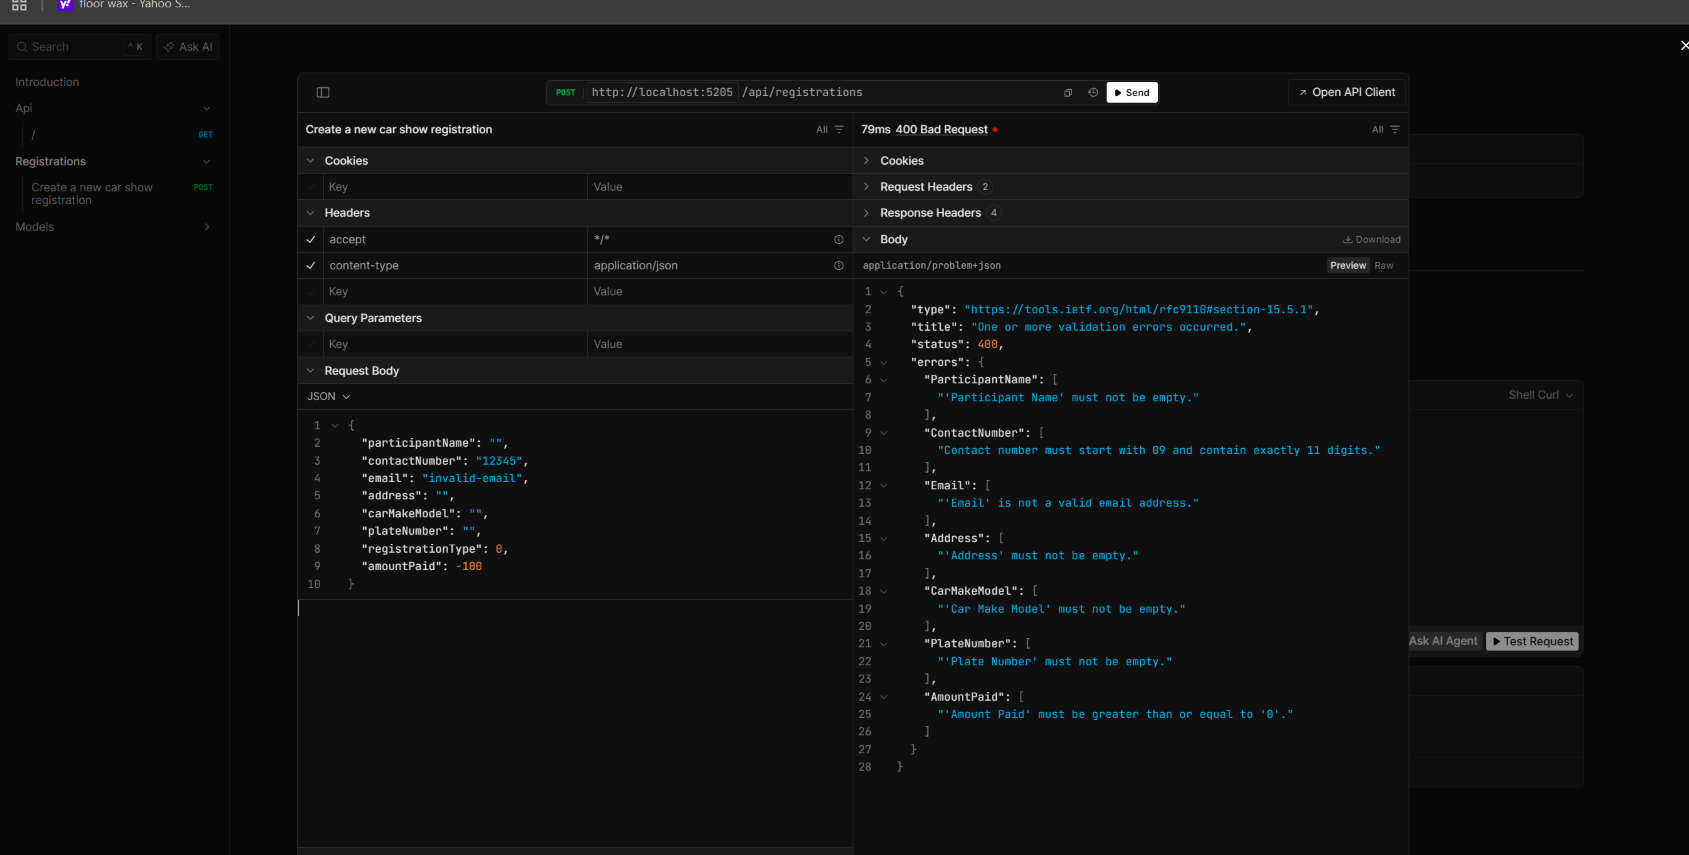 floor wax - Yahoo S...
Search
^ K
Ask AI
Introduction
Api
/
GET
Registrations
Create a new car show
registration
POST
Models
POST
http://localhost:5205 /api/registrations
Send
Open API Client
Create a new car show registration
All
Cookies
Key
Value
Headers
accept
*/*
content-type
application/json
Key
Value
Query Parameters
Key
Value
Request Body
JSON
1 {
2 "participantName": "",
3 "contactNumber": "12345",
4 "email": "invalid-email",
5 "address": "",
6 "carMakeModel": "",
7 "plateNumber": "",
8 "registrationType": 0,
9 "amountPaid": -100
10 }
79ms 400 Bad Request
All
Cookies
Request Headers 2
Response Headers 4
Body
Download
application/problem+json
Preview
Raw
1 {
2 "type": "https://tools.ietf.org/html/rfc9110#section-15.5.1",
3 "title": "One or more validation errors occurred.",
4 "status": 400,
5 "errors": {
6 "ParticipantName": [
7 "'Participant Name' must not be empty."
8 ],
9 "ContactNumber": [
10 "Contact number must start with 09 and contain exactly 11 digits."
11 ],
12 "Email": [
13 "'Email' is not a valid email address."
14 ],
15 "Address": [
16 "'Address' must not be empty."
17 ],
18 "CarMakeModel": [
19 "'Car Make Model' must not be empty."
20 ],
21 "PlateNumber": [
22 "'Plate Number' must not be empty."
23 ],
24 "AmountPaid": [
25 "'Amount Paid' must be greater than or equal to '0'."
26 ]
27 }
28 }
Shell Curl
Ask AI Agent
Test Request